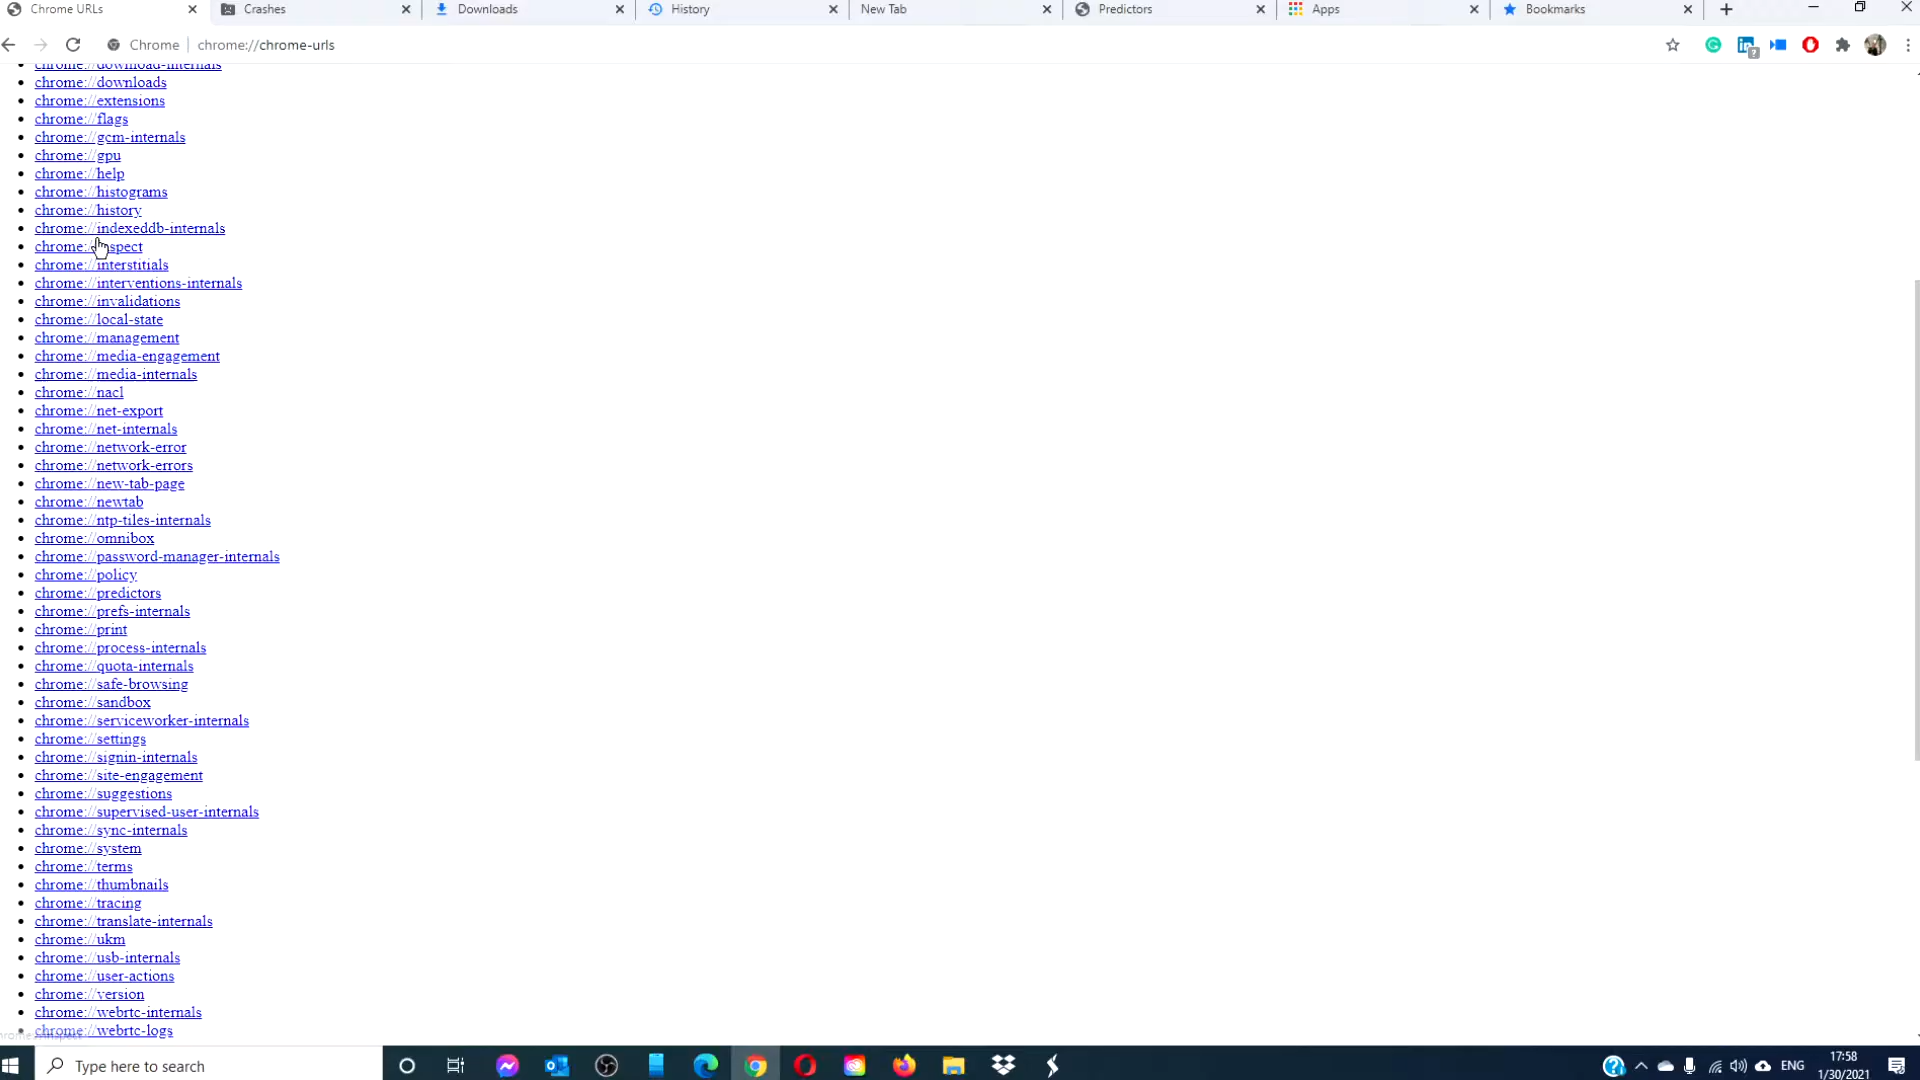 Chrome URLs
Crashes
Downloads
History
New Tab
Predictors
Apps
Bookmarks
Chrome
chrome://chrome-urls
chrome://download-internals
chrome://downloads
chrome://extensions
chrome://flags
chrome://gcm-internals
chrome://gpu
chrome://help
chrome://histograms
chrome://history
chrome://indexeddb-internals
chrome://inspect
chrome://interstitials
chrome://interventions-internals
chrome://invalidations
chrome://local-state
chrome://management
chrome://media-engagement
chrome://media-internals
chrome://nacl
chrome://net-export
chrome://net-internals
chrome://network-error
chrome://network-errors
chrome://new-tab-page
chrome://newtab
chrome://ntp-tiles-internals
chrome://omnibox
chrome://password-manager-internals
chrome://policy
chrome://predictors
chrome://prefs-internals
chrome://print
chrome://process-internals
chrome://quota-internals
chrome://safe-browsing
chrome://sandbox
chrome://serviceworker-internals
chrome://settings
chrome://signin-internals
chrome://site-engagement
chrome://suggestions
chrome://supervised-user-internals
chrome://sync-internals
chrome://system
chrome://terms
chrome://thumbnails
chrome://tracing
chrome://translate-internals
chrome://ukm
chrome://usb-internals
chrome://user-actions
chrome://version
chrome://webrtc-internals
chrome://webrtc-logs
Type here to search
ENG
17:58
1/30/2021